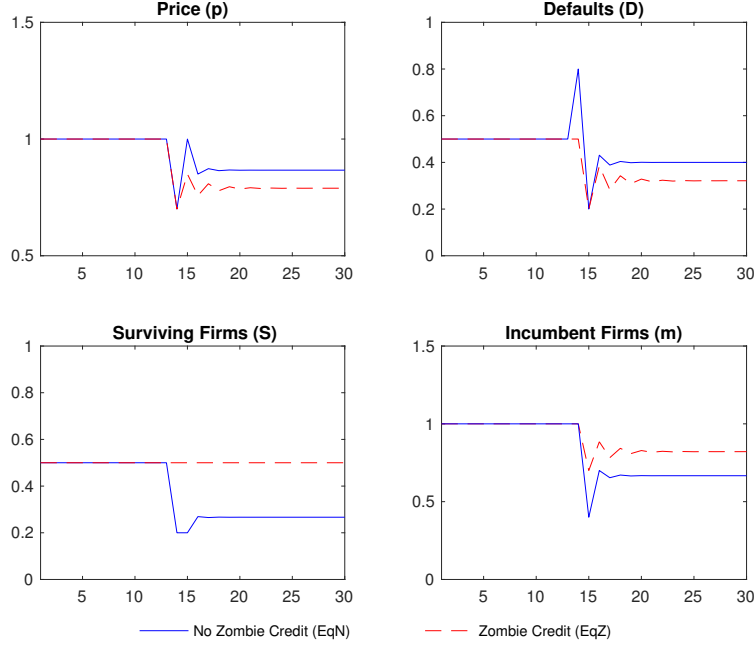 Price (p)
1.5
1
0.5
5 10 15 20 25 30
Defaults (D)
1
0.8
0.6
0.4
0.2
0
5 10 15 20 25 30
Surviving Firms (S)
1
0.8
0.6
0.4
0.2
0
5 10 15 20 25 30
Incumbent Firms (m)
1.5
1
0.5
0
5 10 15 20 25 30
No Zombie Credit (EqN) Zombie Credit (EqZ)